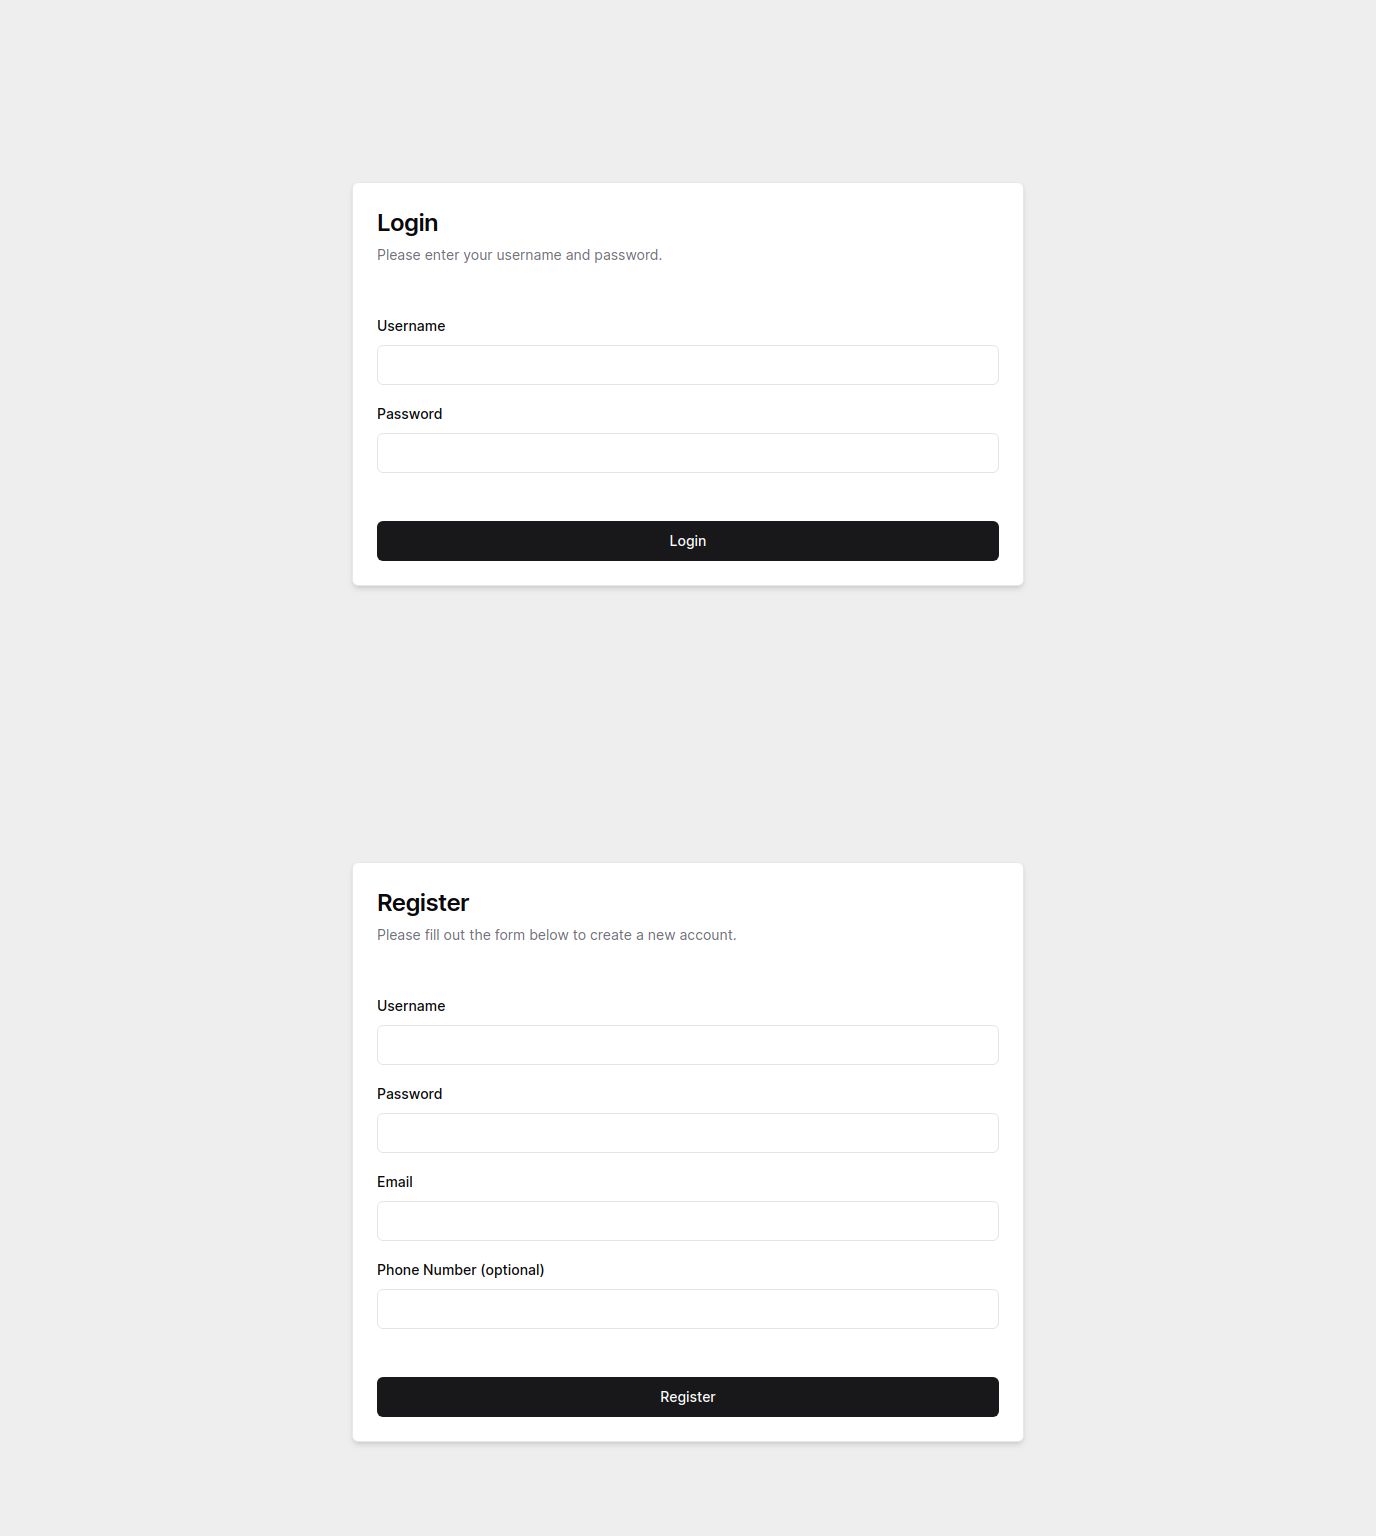 Login
Please enter your username and password.
Username
Password
Login
Register
Please fill out the form below to create a new account.
Username
Password
Email
Phone Number (optional)
Register